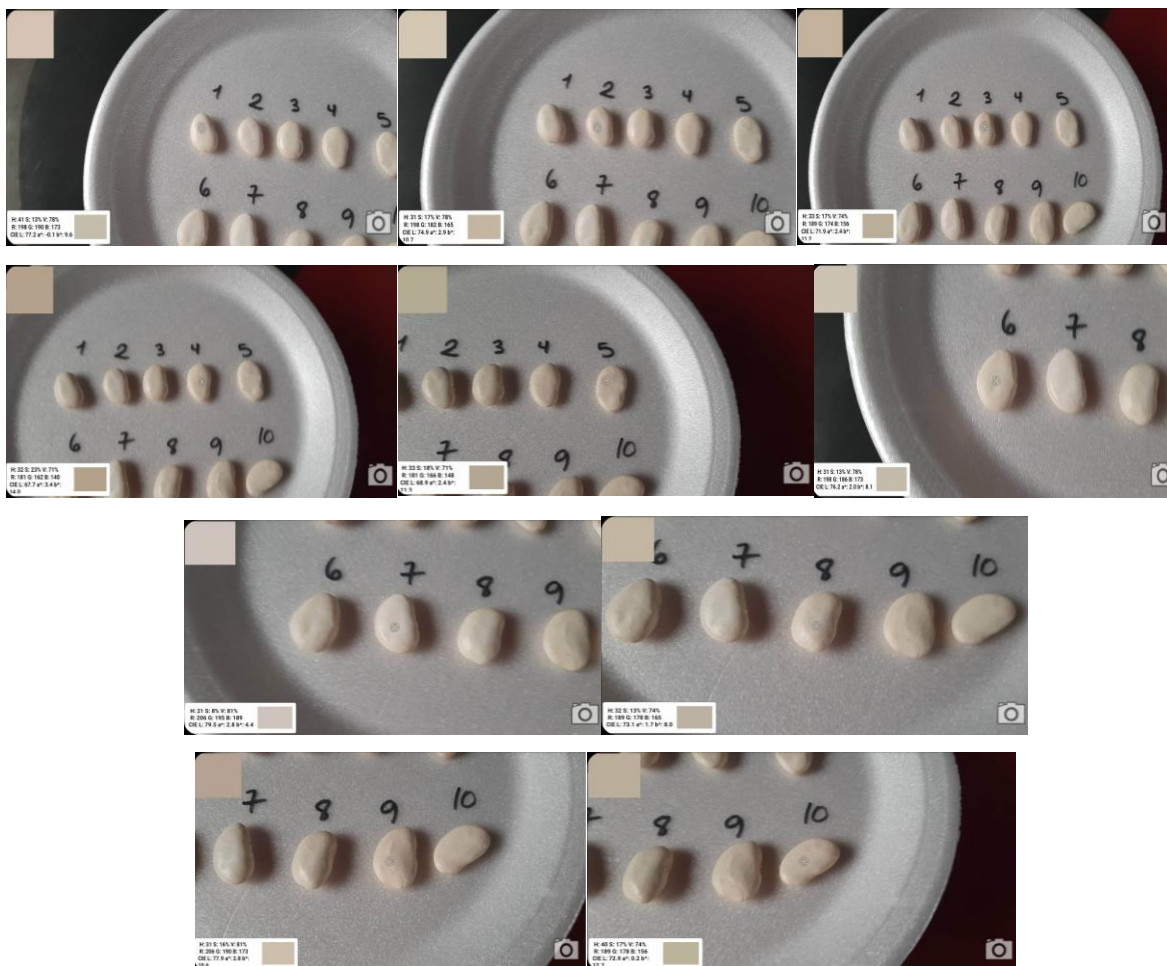 1 2 3 4 5
6 7 8 9
H: 41 S: 13% V: 78%
R: 198 G: 190 B: 173
CIE L: 77.2 a*: -0.1 b*: 9.6
1 2 3 4 5
6 7 8 9 10
H: 31 S: 17% V: 78%
R: 198 G: 182 B: 165
CIE L: 74.9 a*: 2.9 b*:
10.7
1 2 3 4 5
6 7 8 9 10
H: 33 S: 17% V: 74%
R: 189 G: 174 B: 156
CIE L: 71.9 a*: 2.4 b*:
1 2 3 4 5
6 7 8 9 10
H: 32 S: 23% V: 71%
R: 181 G: 162 B: 140
CIE L: 67.7 a*: 3.4 b*:
1 2 3 4 5
7 8 9 10
H: 33 S: 18% V: 71%
R: 181 G: 166 B: 148
CIE L: 68.9 a*: 2.4 b*:
6 7 8
H: 31 S: 13% V: 78%
R: 198 G: 186 B: 173
CIE L: 76.2 a*: 2.0 b*: 8.1
6 7 8 9
H: 21 S: 8% V: 81%
R: 206 G: 195 B: 189
CIE L: 79.5 a*: 2.8 b*: 4.4
6 7 8 9 10
H: 32 S: 13% V: 74%
R: 189 G: 178 B: 165
CIE L: 73.1 a*: 1.7 b*: 8.0
7 8 9 10
H: 31 S: 16% V: 81%
R: 206 G: 190 B: 173
CIE L: 77.9 a*: 2.8 b*:
7 8 9 10
H: 40 S: 17% V: 74%
R: 189 G: 178 B: 156
CIE L: 72.9 a*: 0.2 b*: